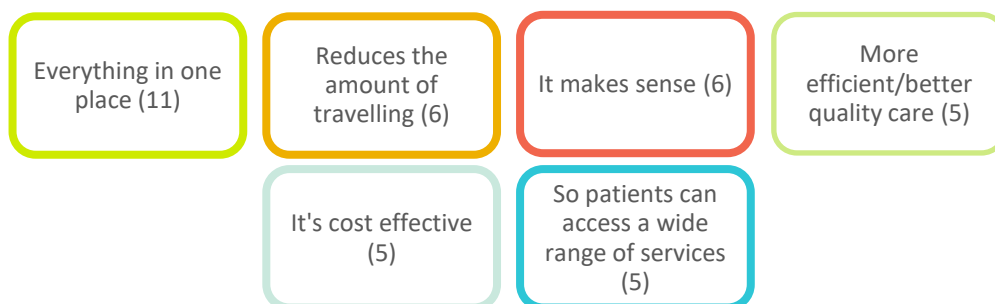 Everything in one
place (11)
Reduces the
amount of
travelling (6)
It makes sense (6)
More
efficient/better
quality care (5)
It's cost effective
(5)
So patients can
access a wide
range of services
(5)